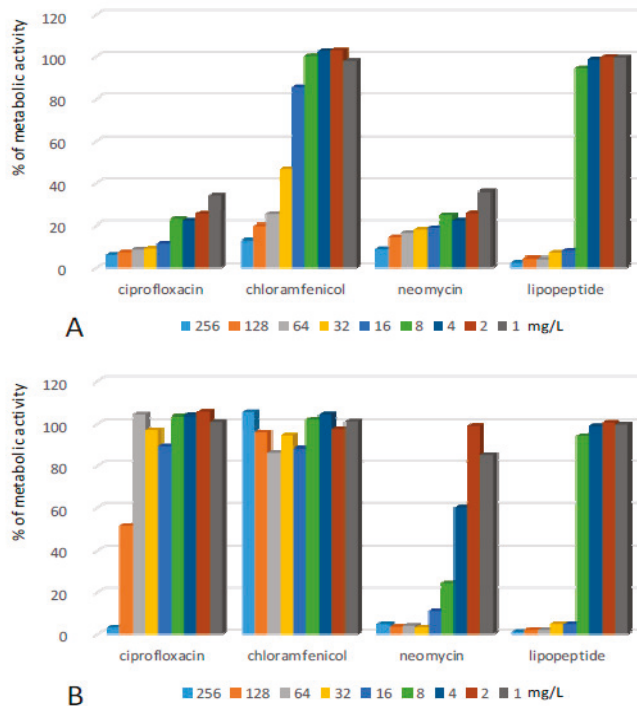 120
100
80
60
40
20
0
% of metabolic activity
ciprofloxacin chloramfenicol neomycin lipopeptide
A
256 128 64 32 16 8 4 2 1 mg/L
120
100
80
60
40
20
0
% of metabolic activity
ciprofloxacin chloramfenicol neomycin lipopeptide
B
256 128 64 32 16 8 4 2 1 mg/L